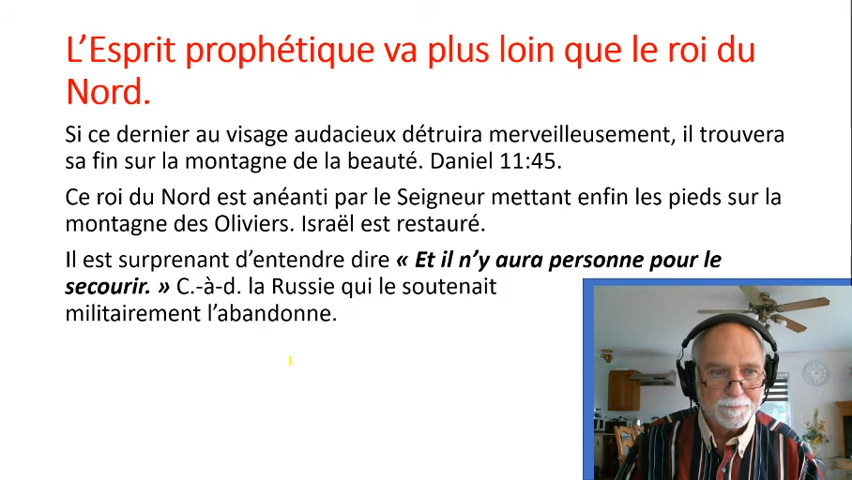 L’Esprit prophétique va plus loin que le roi du
Nord.
Si ce dernier au visage audacieux détruira merveilleusement, il trouvera
sa fin sur la montagne de la beauté. Daniel 11:45.
Ce roi du Nord est anéanti par le Seigneur mettant enfin les pieds sur la
montagne des Oliviers. Israël est restauré.
Il est surprenant d’entendre dire « Et il n’y aura personne pour le
secourir. » C.-à-d. la Russie qui le soutenait
militairement l’abandonne.